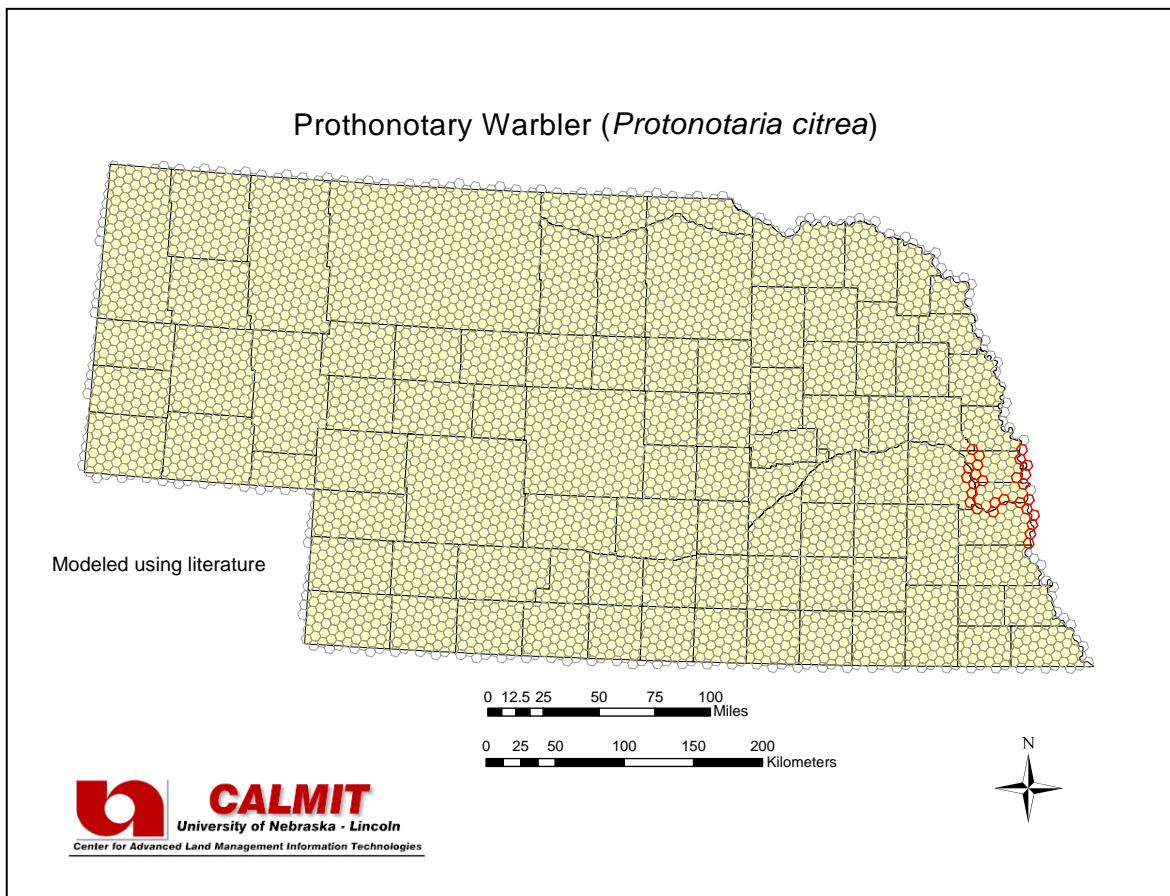 Prothonotary Warbler (Protonotaria citrea)
Modeled using literature
0 12.5 25 50 75 100
Miles
0 25 50 100 150 200
Kilometers
N
CALMIT
University of Nebraska - Lincoln
Center for Advanced Land Management Information Technologies